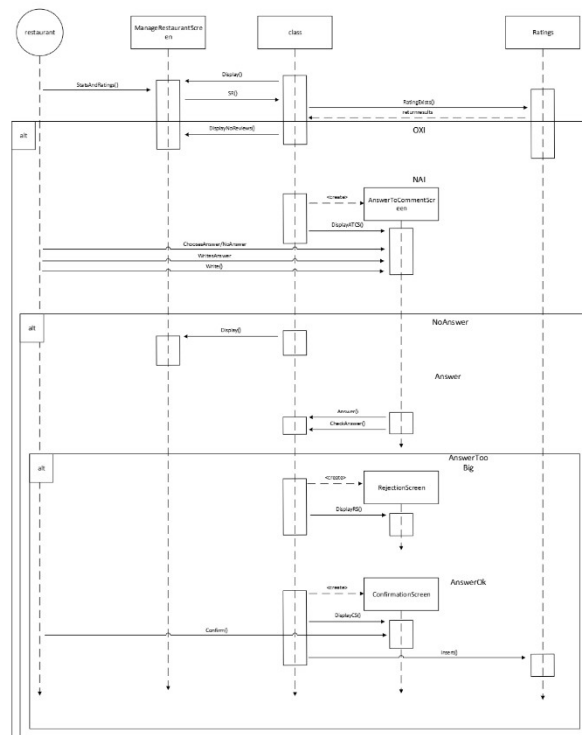 restaurant
ManageRestaurantScre
en
class
Ratings
Display()
StatsAndRatings()
SR()
RatingExists()
returnresults
alt
OXI
DisplayNoReviews()
NAI
<create>
AnswerToCommentScr
een
DisplayATCS()
ChooseAnswer/NoAnswer
WritesAnswer
Write()
alt
NoAnswer
Display()
Answer
Answer()
CheckAnswer()
alt
AnswerToo
Big
<create>
RejectionScreen
DisplayRS()
AnswerOk
<create>
ConfirmationScreen
DisplayCS()
Confirm()
Insert()